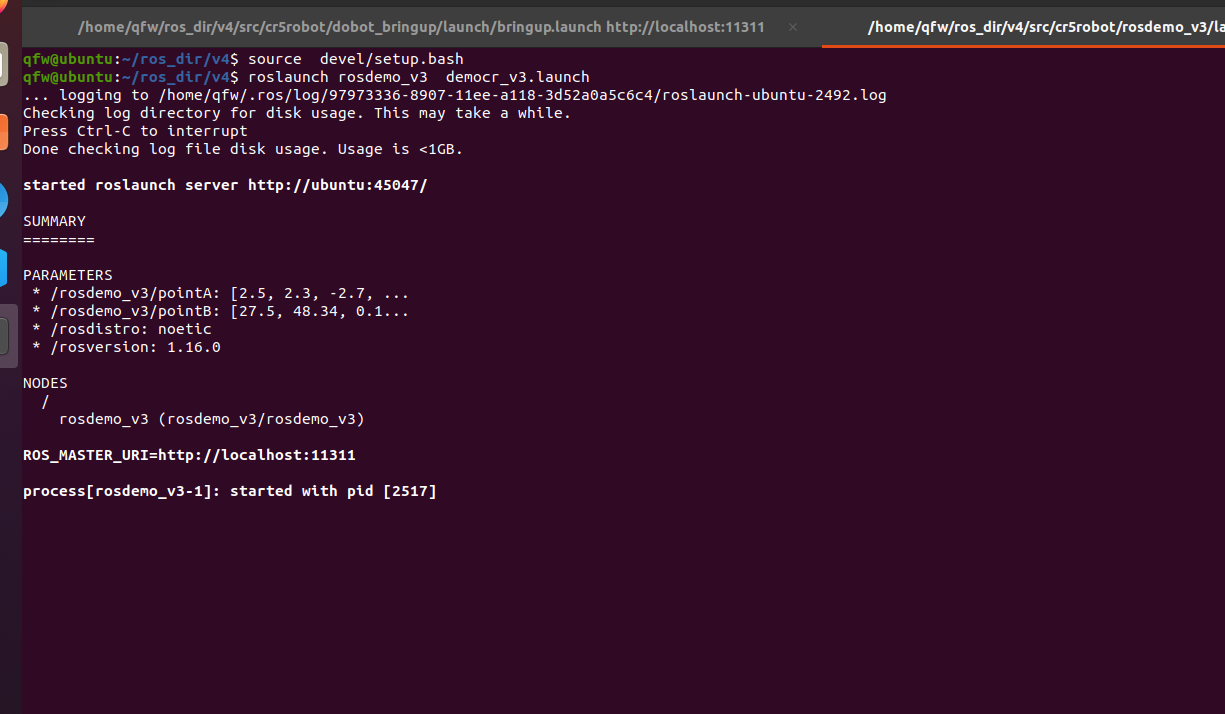 /home/qfw/ros_dir/v4/src/cr5robot/dobot_bringup/launch/bringup.launch http://localhost:11311 ×
/home/qfw/ros_dir/v4/src/cr5robot/rosdemo_v3/la
qfw@ubuntu:~/ros_dir/v4$ source  devel/setup.bash
qfw@ubuntu:~/ros_dir/v4$ roslaunch rosdemo_v3  democr_v3.launch
... logging to /home/qfw/.ros/log/97973336-8907-11ee-a118-3d52a0a5c6c4/roslaunch-ubuntu-2492.log
Checking log directory for disk usage. This may take a while.
Press Ctrl-C to interrupt
Done checking log file disk usage. Usage is <1GB.
started roslaunch server http://ubuntu:45047/
SUMMARY
========
PARAMETERS
 * /rosdemo_v3/pointA: [2.5, 2.3, -2.7, ...
 * /rosdemo_v3/pointB: [27.5, 48.34, 0.1...
 * /rosdistro: noetic
 * /rosversion: 1.16.0
NODES
  /
    rosdemo_v3 (rosdemo_v3/rosdemo_v3)
ROS_MASTER_URI=http://localhost:11311
process[rosdemo_v3-1]: started with pid [2517]